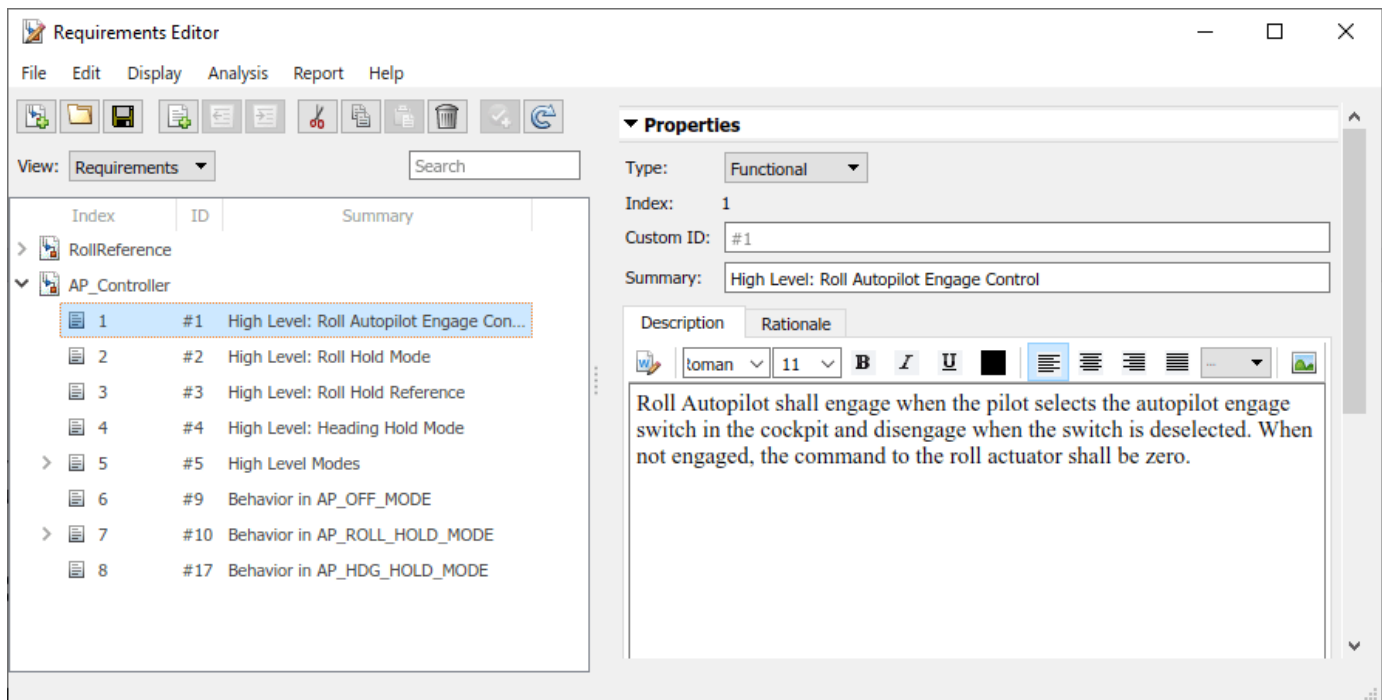 Requirements Editor
File Edit Display Analysis Report Help
View: Requirements Search
Index ID Summary
RollReference
AP_Controller
1 #1 High Level: Roll Autopilot Engage Con...
2 #2 High Level: Roll Hold Mode
3 #3 High Level: Roll Hold Reference
4 #4 High Level: Heading Hold Mode
5 #5 High Level Modes
6 #9 Behavior in AP_OFF_MODE
7 #10 Behavior in AP_ROLL_HOLD_MODE
8 #17 Behavior in AP_HDG_HOLD_MODE
Properties
Type: Functional
Index: 1
Custom ID: #1
Summary: High Level: Roll Autopilot Engage Control
Description Rationale
toman 11 B I U ...
Roll Autopilot shall engage when the pilot selects the autopilot engage
switch in the cockpit and disengage when the switch is deselected. When
not engaged, the command to the roll actuator shall be zero.